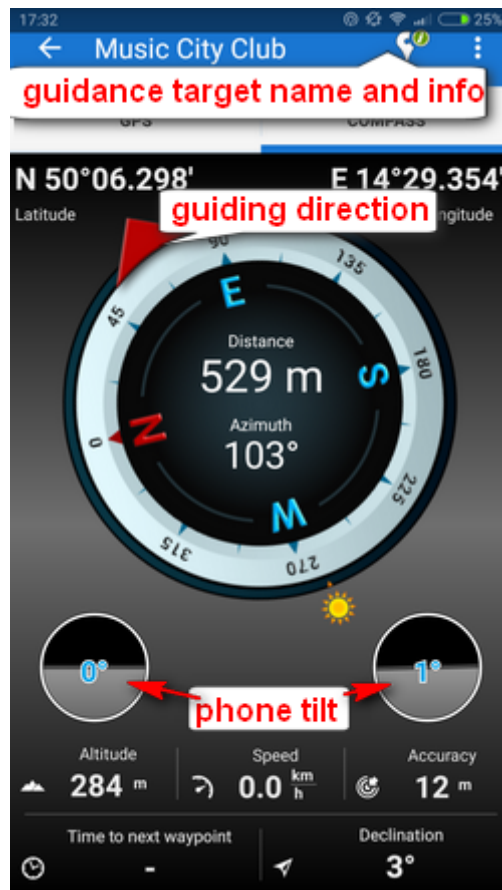 17:32 25%
Music City Club
guidance target name and info
GPS COMPASS
N 50°06.298' E 14°29.354'
Latitude ngitude
guiding direction
90
135
45
E
Distance
529 m
S
180
Azimuth
103°
N
0
225
W
315
270
0° 1°
phone tilt
Altitude Speed Accuracy
284 m 0.0 km/h 12 m
Time to next waypoint Declination
- 3°